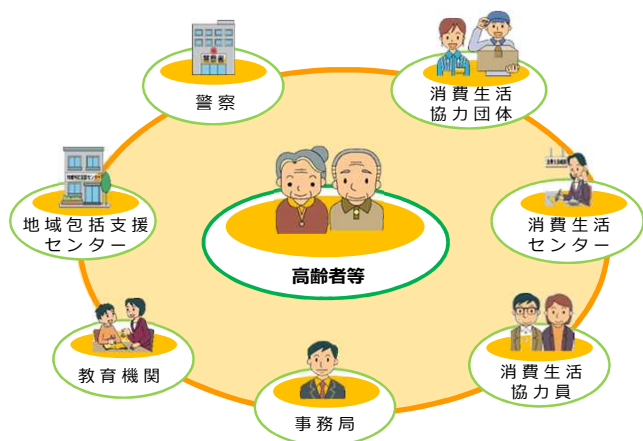 警察
消費生活
協力団体
地域包括支援
センター
消費生活
センター
高齢者等
教育機関
消費生活
協力員
事務局